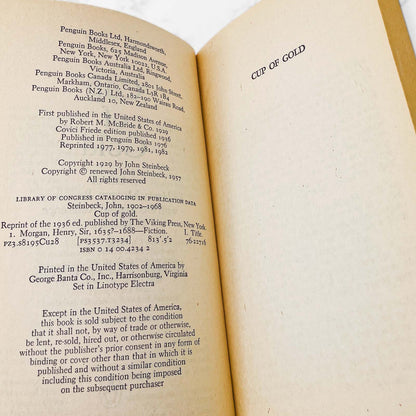 Penguin Books Ltd, Harmondsworth,
Middlesex, England
Penguin Books, 625 Madison Avenue,
New York, New York 10022, U.S.A.
Penguin Books Australia Ltd, Ringwood,
Victoria, Australia
Penguin Books Canada Limited, 2801 John Street,
Markham, Ontario, Canada L3R 1B4
Penguin Books (N.Z.) Ltd, 182–190 Wairau Road,
Auckland 10, New Zealand
First published in the United States of America
by Robert M. McBride & Co. 1929
Covici Friede edition published 1936
Published in Penguin Books 1976
Reprinted 1977, 1979, 1981, 1982
Copyright 1929 by John Steinbeck
Copyright © renewed John Steinbeck, 1957
All rights reserved
LIBRARY OF CONGRESS CATALOGING IN PUBLICATION DATA
Steinbeck, John, 1902–1968
Cup of gold.
Reprint of the 1936 ed. published by The Viking Press, New York.
1. Morgan, Henry, Sir, 1635?–1688—Fiction. I. Title.
PZ3.S8195Cu28 [PS3537.T3234] 813'.5'2 76-22718
ISBN 0 14 00.4234 2
Printed in the United States of America by
George Banta Co., Inc., Harrisonburg, Virginia
Set in Linotype Electra
Except in the United States of America,
this book is sold subject to the condition
that it shall not, by way of trade or otherwise,
be lent, re-sold, hired out, or otherwise circulated
without the publisher's prior consent in any form of
binding or cover other than that in which it is
published and without a similar condition
including this condition being imposed
on the subsequent purchaser
CUP OF GOLD